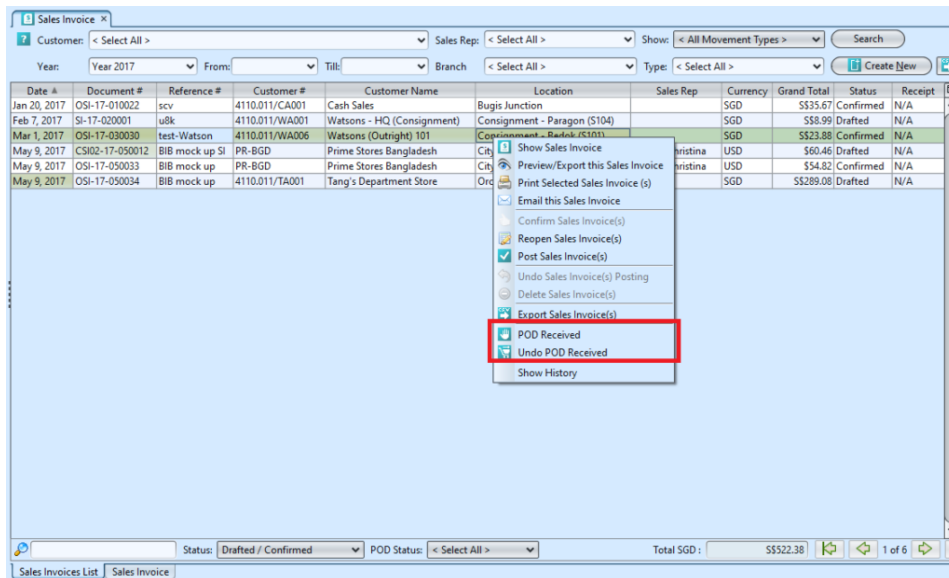 Sales Invoice ×
Customer: < Select All > Sales Rep: < Select All > Show: < All Movement Types > Search
Year: Year 2017 From: Till: Branch < Select All > Type: < Select All > Create New
Date Document # Reference # Customer # Customer Name Location Sales Rep Currency Grand Total Status Receipt
Jan 20, 2017 OSI-17-010022 scv 4110.011/CA001 Cash Sales Bugis Junction SGD S$35.67 Confirmed N/A
Feb 7, 2017 SI-17-020001 u8k 4110.011/WA001 Watsons - HQ (Consignment) Consignment - Paragon (S104) SGD S$8.99 Drafted N/A
Mar 1, 2017 OSI-17-030030 test-Watson 4110.011/WA006 Watsons (Outright) 101 Consignment - Bedok (S101) SGD S$23.88 Confirmed N/A
May 9, 2017 CSI02-17-050012 BIB mock up SI PR-BGD Prime Stores Bangladesh City hristina USD $60.46 Drafted N/A
May 9, 2017 OSI-17-050033 BIB mock up PR-BGD Prime Stores Bangladesh City hristina USD $54.82 Confirmed N/A
May 9, 2017 OSI-17-050034 BIB mock up 4110.011/TA001 Tang's Department Store Orc SGD S$289.08 Drafted N/A
Show Sales Invoice
Preview/Export this Sales Invoice
Print Selected Sales Invoice (s)
Email this Sales Invoice
Confirm Sales Invoice(s)
Reopen Sales Invoice(s)
Post Sales Invoice(s)
Undo Sales Invoice(s) Posting
Delete Sales Invoice(s)
Export Sales Invoice(s)
POD Received
Undo POD Received
Show History
Status: Drafted / Confirmed POD Status: < Select All > Total SGD : S$522.38 1 of 6
Sales Invoices List Sales Invoice